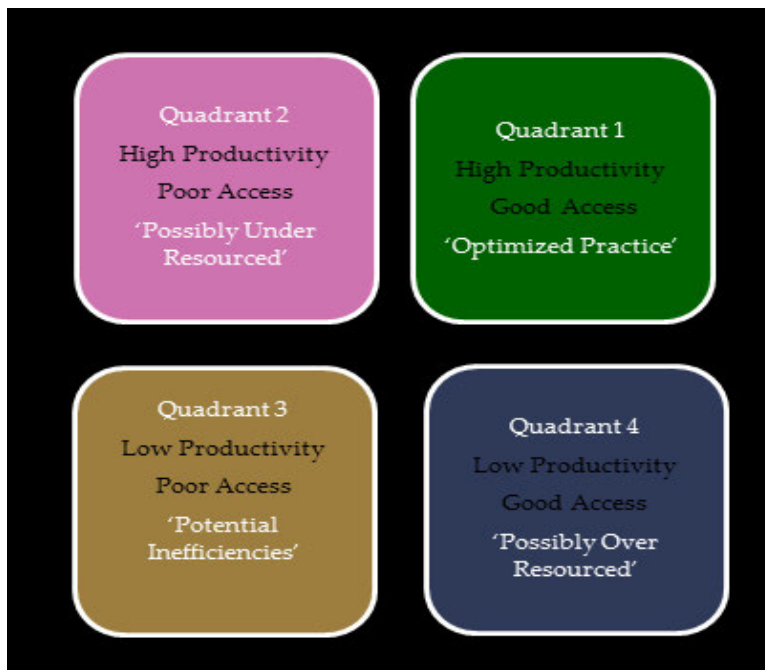 Quadrant 2
High Productivity
Poor Access
‘Possibly Under
Resourced’
Quadrant 1
High Productivity
Good Access
‘Optimized Practice’
Quadrant 3
Low Productivity
Poor Access
‘Potential
Inefficiencies’
Quadrant 4
Low Productivity
Good Access
‘Possibly Over
Resourced’